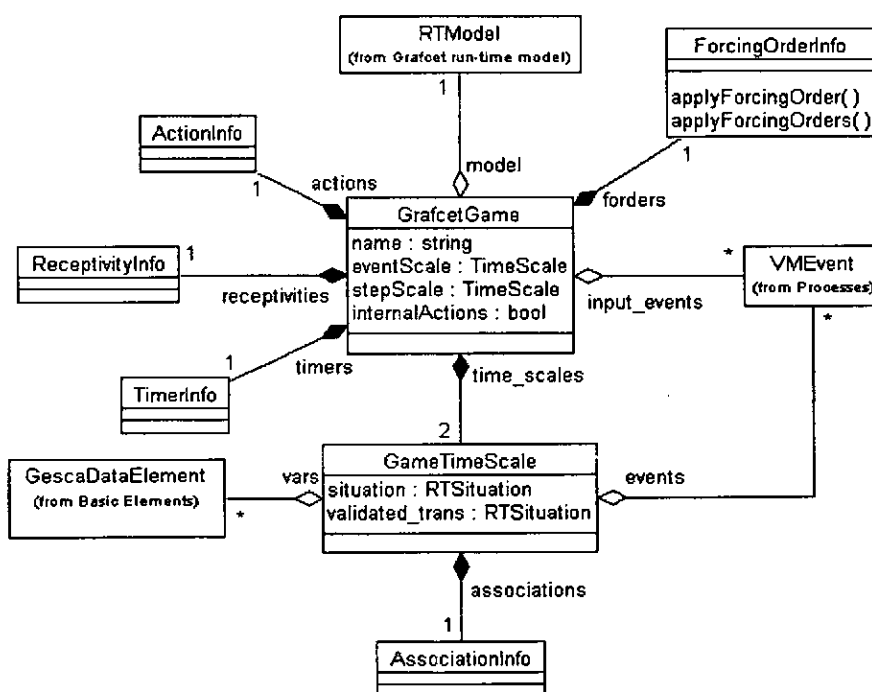 RTModel
(from Grafcet run-time model)
1
ForcingOrderInfo
applyForcingOrder( )
applyForcingOrders( )
1
ActionInfo
1
actions
model
forders
GrafcetGame
name : string
eventScale : TimeScale
stepScale : TimeScale
internalActions : bool
ReceptivityInfo
1
receptivities
*
VMEvent
(from Processes)
*
input_events
timers
1
TimerInfo
time_scales
2
GameTimeScale
situation : RTSituation
validated_trans : RTSituation
GescaDataElement
(from Basic Elements)
vars
*
events
associations
1
AssociationInfo